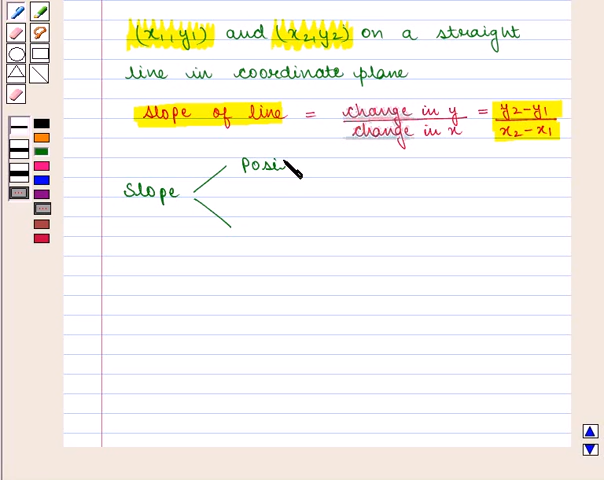 (x1, y1) and (x2, y2) on a straight
line in coordinate plane
Slope of line = change in y / change in x = y2-y1 / x2-x1
Posi
Slope